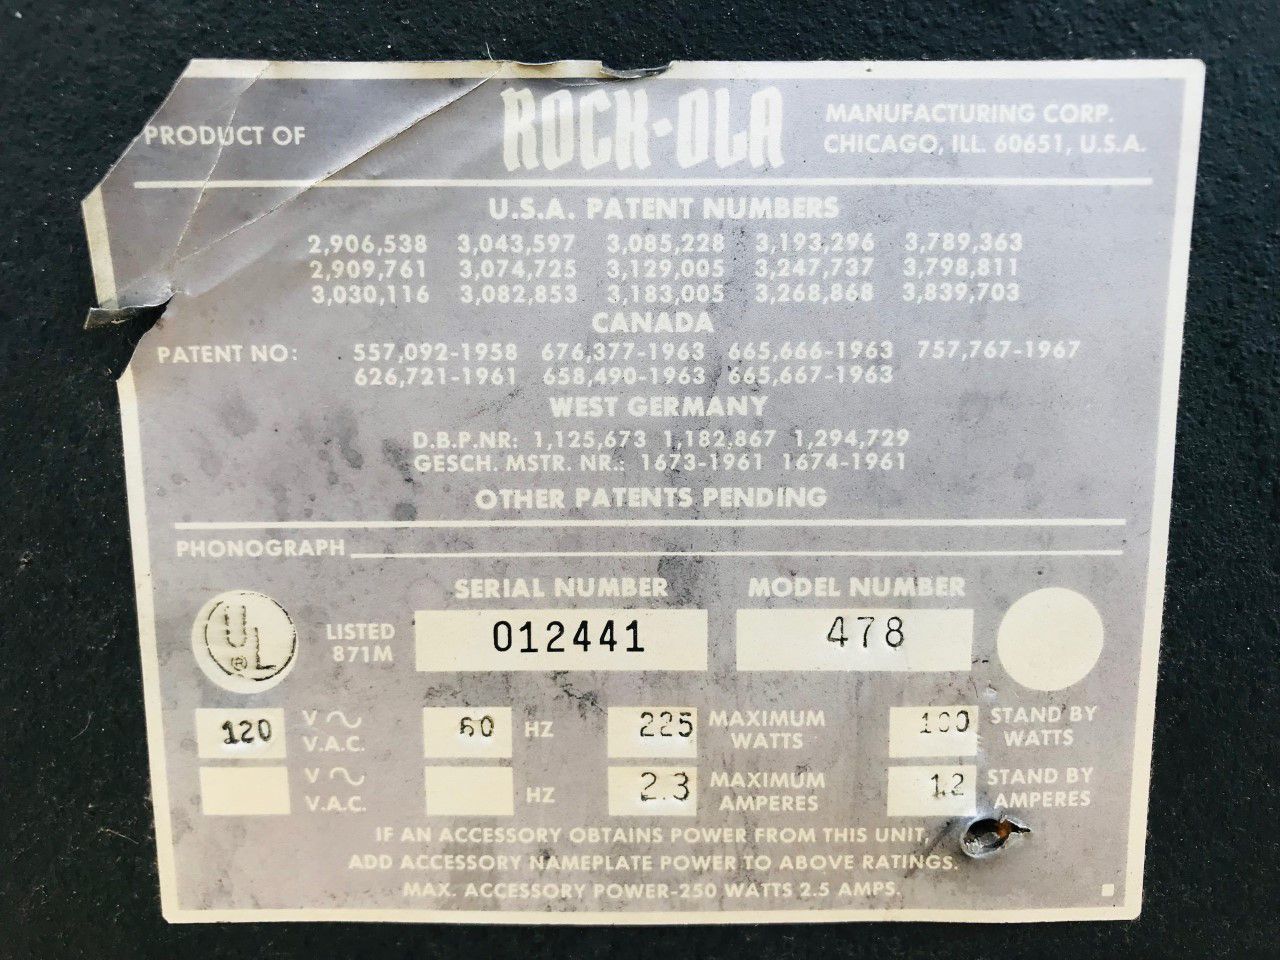 PRODUCT OF ROCK-OLA MANUFACTURING CORP.
CHICAGO, ILL. 60651, U.S.A.
U.S.A. PATENT NUMBERS
2,906,538 3,043,597 3,085,228 3,193,296 3,789,363
2,909,761 3,074,725 3,129,005 3,247,737 3,798,811
3,030,116 3,082,853 3,183,005 3,268,868 3,839,703
CANADA
PATENT NO: 557,092-1958 676,377-1963 665,666-1963 757,767-1967
626,721-1961 658,490-1963 665,667-1963
WEST GERMANY
D.B.P.NR: 1,125,673 1,182,867 1,294,729
GESCH. MSTR. NR.: 1673-1961 1674-1961
OTHER PATENTS PENDING
PHONOGRAPH
SERIAL NUMBER MODEL NUMBER
UL ® LISTED 871M 012441 478
120 V ~ V.A.C. 60 HZ 225 MAXIMUM WATTS 100 STAND BY WATTS
V ~ V.A.C. HZ 2.3 MAXIMUM AMPERES 1.2 STAND BY AMPERES
IF AN ACCESSORY OBTAINS POWER FROM THIS UNIT,
ADD ACCESSORY NAMEPLATE POWER TO ABOVE RATINGS.
MAX. ACCESSORY POWER-250 WATTS 2.5 AMPS.